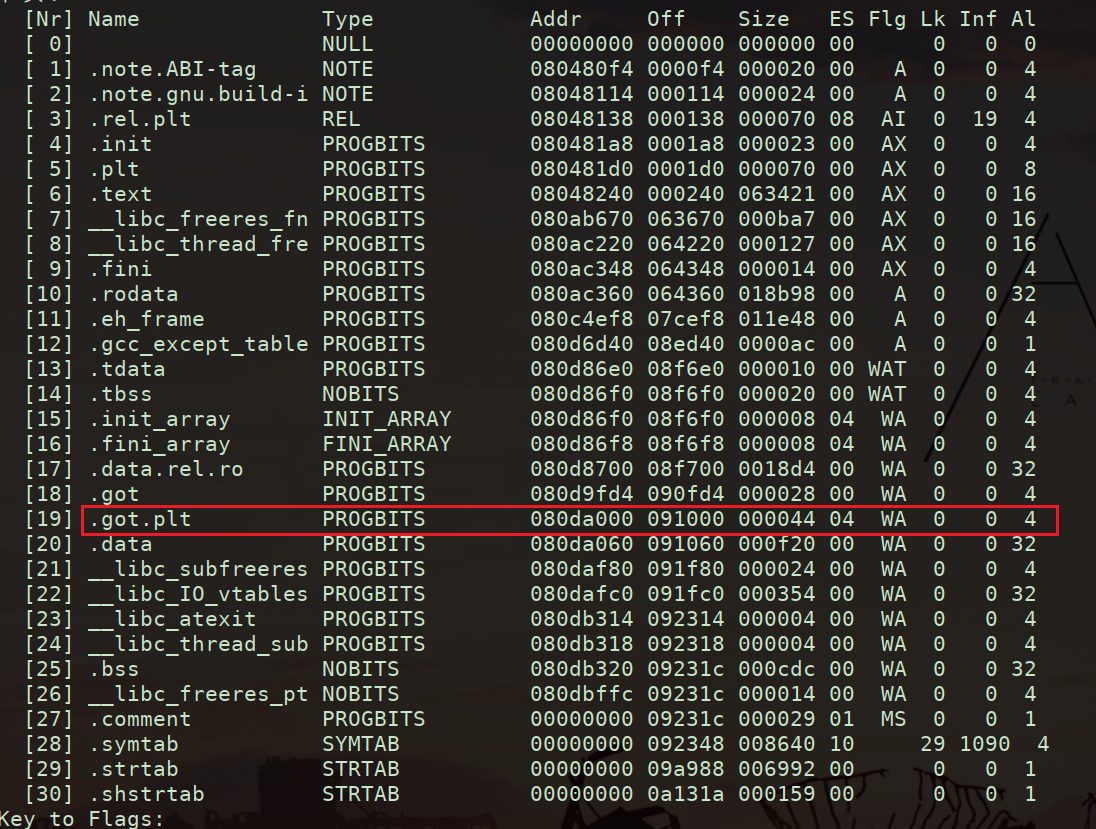 [Nr] Name Type Addr Off Size ES Flg Lk Inf Al
[ 0] NULL 00000000 000000 000000 00 0 0 0
[ 1] .note.ABI-tag NOTE 080480f4 0000f4 000020 00 A 0 0 4
[ 2] .note.gnu.build-i NOTE 08048114 000114 000024 00 A 0 0 4
[ 3] .rel.plt REL 08048138 000138 000070 08 AI 0 19 4
[ 4] .init PROGBITS 080481a8 0001a8 000023 00 AX 0 0 4
[ 5] .plt PROGBITS 080481d0 0001d0 000070 00 AX 0 0 8
[ 6] .text PROGBITS 08048240 000240 063421 00 AX 0 0 16
[ 7] __libc_freeres_fn PROGBITS 080ab670 063670 000ba7 00 AX 0 0 16
[ 8] __libc_thread_fre PROGBITS 080ac220 064220 000127 00 AX 0 0 16
[ 9] .fini PROGBITS 080ac348 064348 000014 00 AX 0 0 4
[10] .rodata PROGBITS 080ac360 064360 018b98 00 A 0 0 32
[11] .eh_frame PROGBITS 080c4ef8 07cef8 011e48 00 A 0 0 4
[12] .gcc_except_table PROGBITS 080d6d40 08ed40 0000ac 00 A 0 0 1
[13] .tdata PROGBITS 080d86e0 08f6e0 000010 00 WAT 0 0 4
[14] .tbss NOBITS 080d86f0 08f6f0 000020 00 WAT 0 0 4
[15] .init_array INIT_ARRAY 080d86f0 08f6f0 000008 04 WA 0 0 4
[16] .fini_array FINI_ARRAY 080d86f8 08f6f8 000008 04 WA 0 0 4
[17] .data.rel.ro PROGBITS 080d8700 08f700 0018d4 00 WA 0 0 32
[18] .got PROGBITS 080d9fd4 090fd4 000028 00 WA 0 0 4
[19] .got.plt PROGBITS 080da000 091000 000044 04 WA 0 0 4
[20] .data PROGBITS 080da060 091060 000f20 00 WA 0 0 32
[21] __libc_subfreeres PROGBITS 080daf80 091f80 000024 00 WA 0 0 4
[22] __libc_IO_vtables PROGBITS 080dafc0 091fc0 000354 00 WA 0 0 32
[23] __libc_atexit PROGBITS 080db314 092314 000004 00 WA 0 0 4
[24] __libc_thread_sub PROGBITS 080db318 092318 000004 00 WA 0 0 4
[25] .bss NOBITS 080db320 09231c 000cdc 00 WA 0 0 32
[26] __libc_freeres_pt NOBITS 080dbffc 09231c 000014 00 WA 0 0 4
[27] .comment PROGBITS 00000000 09231c 000029 01 MS 0 0 1
[28] .symtab SYMTAB 00000000 092348 008640 10 29 1090 4
[29] .strtab STRTAB 00000000 09a988 006992 00 0 0 1
[30] .shstrtab STRTAB 00000000 0a131a 000159 00 0 0 1
Key to Flags: